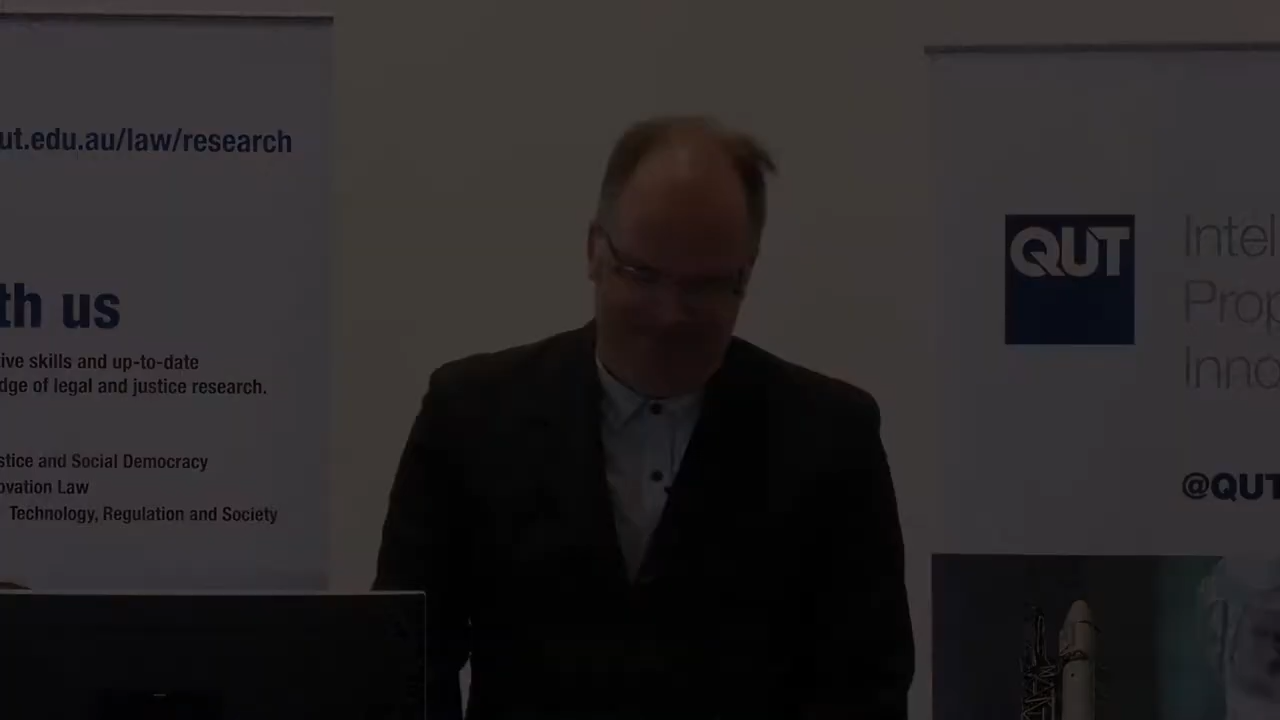 ut.edu.au/law/research
th us
ive skills and up-to-date
dge of legal and justice research.
stice and Social Democracy
ovation Law
Technology, Regulation and Society
QUT
Intel
Prop
Inno
@QUT